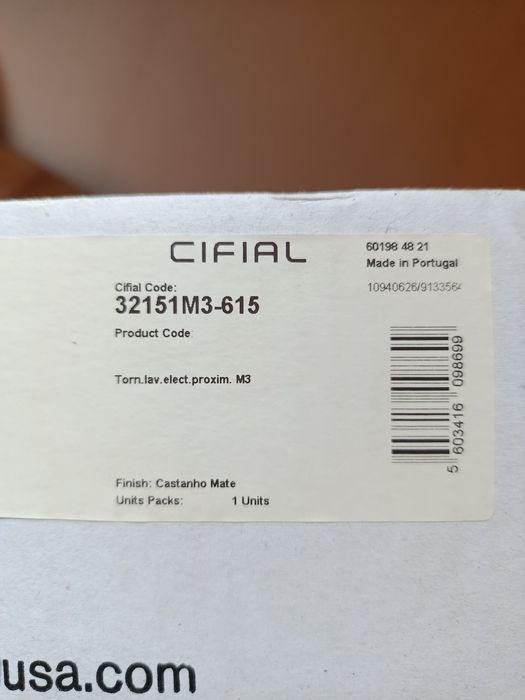 CIFIAL
60198 48 21
Made in Portugal
10940626/9133564
Cifial Code:
32151M3-615
Product Code:
Torn.lav.elect.proxim. M3
5 603416 098699
Finish: Castanho Mate
Units Packs: 1 Units
usa.com